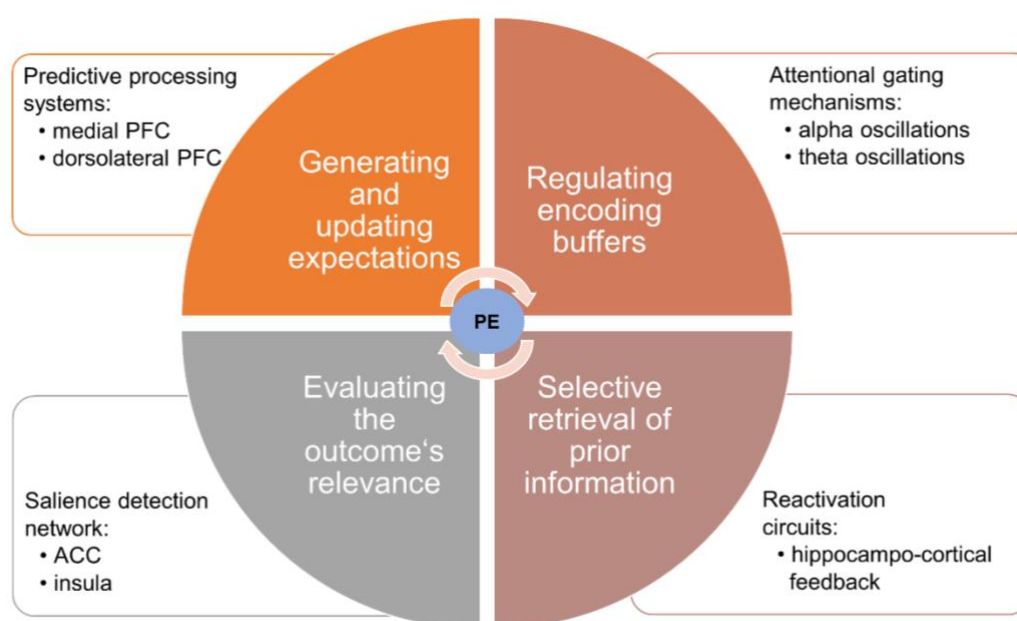 Predictive processing
systems:
• medial PFC
• dorsolateral PFC
Generating
and
updating
expectations
Regulating
encoding
buffers
Attentional gating
mechanisms:
• alpha oscillations
• theta oscillations
PE
Salience detection
network:
• ACC
• insula
Evaluating
the
outcome‘s
relevance
Selective
retrieval of
prior
information
Reactivation
circuits:
• hippocampo-cortical
feedback